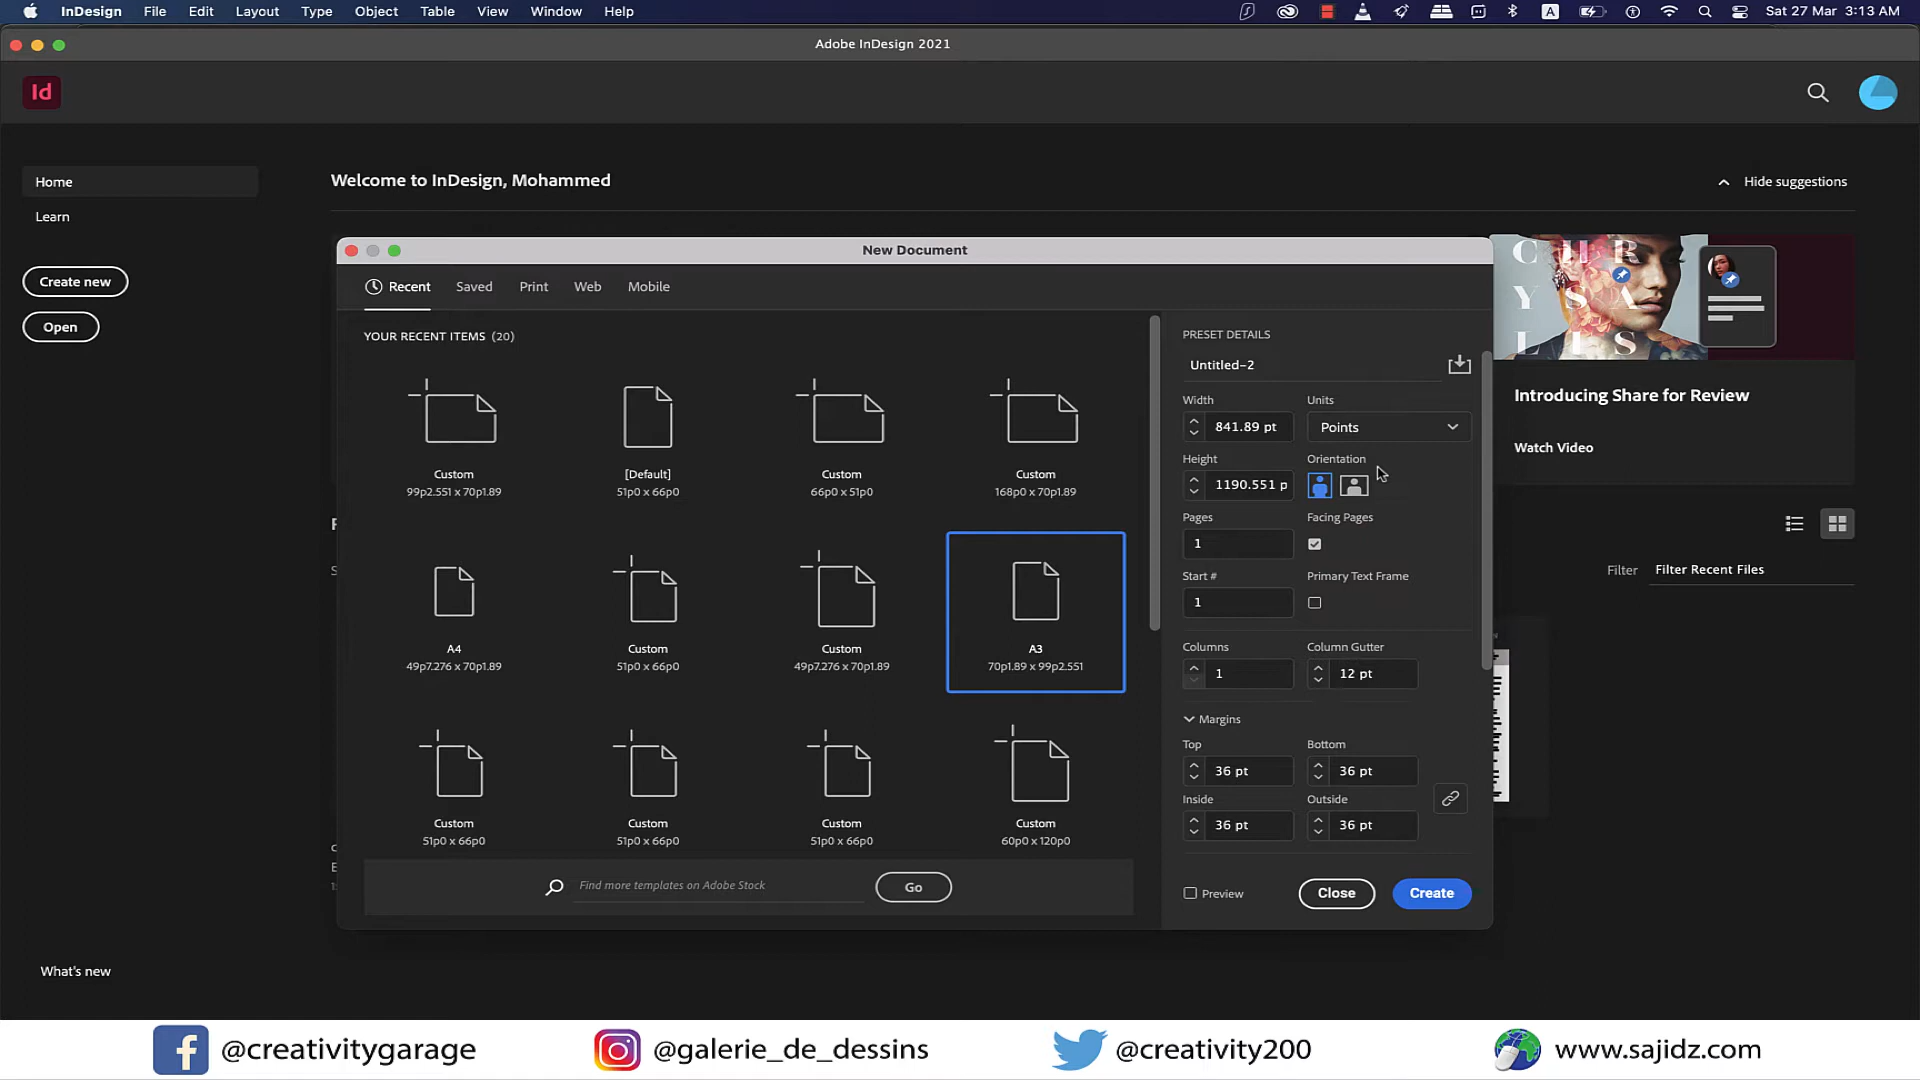 InDesign File Edit Layout Type Object Table View Window Help
A
Sat 27 Mar 3:13 AM
Adobe InDesign 2021
Id
Home
Learn
Create new
Open
What's new
Welcome to InDesign, Mohammed
Hide suggestions
CHR
YSA
LIS
Introducing Share for Review
Watch Video
Filter Filter Recent Files
New Document
Recent Saved Print Web Mobile
YOUR RECENT ITEMS (20)
Custom
99p2.551 x 70p1.89
[Default]
51p0 x 66p0
Custom
66p0 x 51p0
Custom
168p0 x 70p1.89
A4
49p7.276 x 70p1.89
Custom
51p0 x 66p0
Custom
49p7.276 x 70p1.89
A3
70p1.89 x 99p2.551
Custom
51p0 x 66p0
Custom
51p0 x 66p0
Custom
51p0 x 66p0
Custom
60p0 x 120p0
Find more templates on Adobe Stock
Go
PRESET DETAILS
Untitled-2
Width
841.89 pt
Units
Points
Height
1190.551 p
Orientation
Pages
1
Facing Pages
Start #
1
Primary Text Frame
Columns
1
Column Gutter
12 pt
Margins
Top
36 pt
Bottom
36 pt
Inside
36 pt
Outside
36 pt
Preview
Close
Create
f @creativitygarage
@galerie_de_dessins
@creativity200
www.sajidz.com